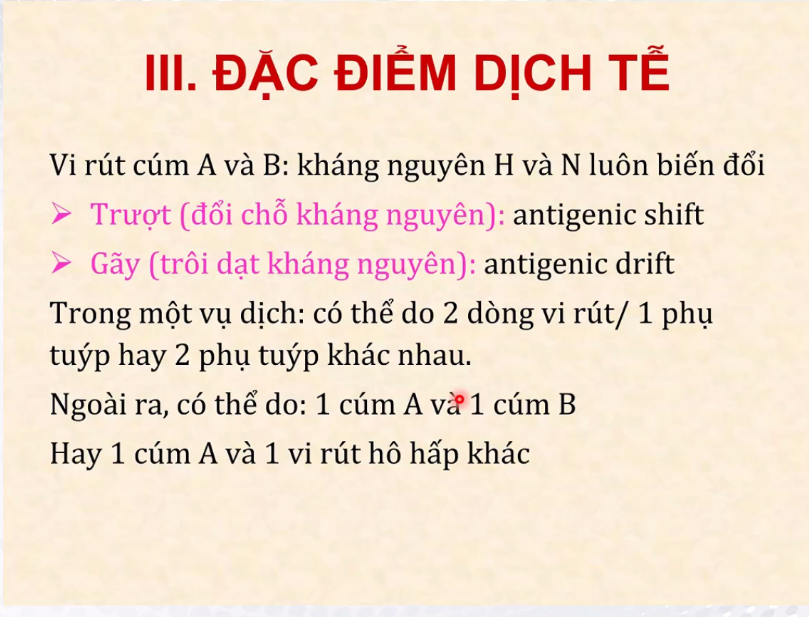 III. ĐẶC ĐIỂM DỊCH TỄ
Vi rút cúm A và B: kháng nguyên H và N luôn biến đổi
➢ Trượt (đổi chỗ kháng nguyên): antigenic shift
➢ Gãy (trôi dạt kháng nguyên): antigenic drift
Trong một vụ dịch: có thể do 2 dòng vi rút/ 1 phụ
tuýp hay 2 phụ tuýp khác nhau.
Ngoài ra, có thể do: 1 cúm A và 1 cúm B
Hay 1 cúm A và 1 vi rút hô hấp khác